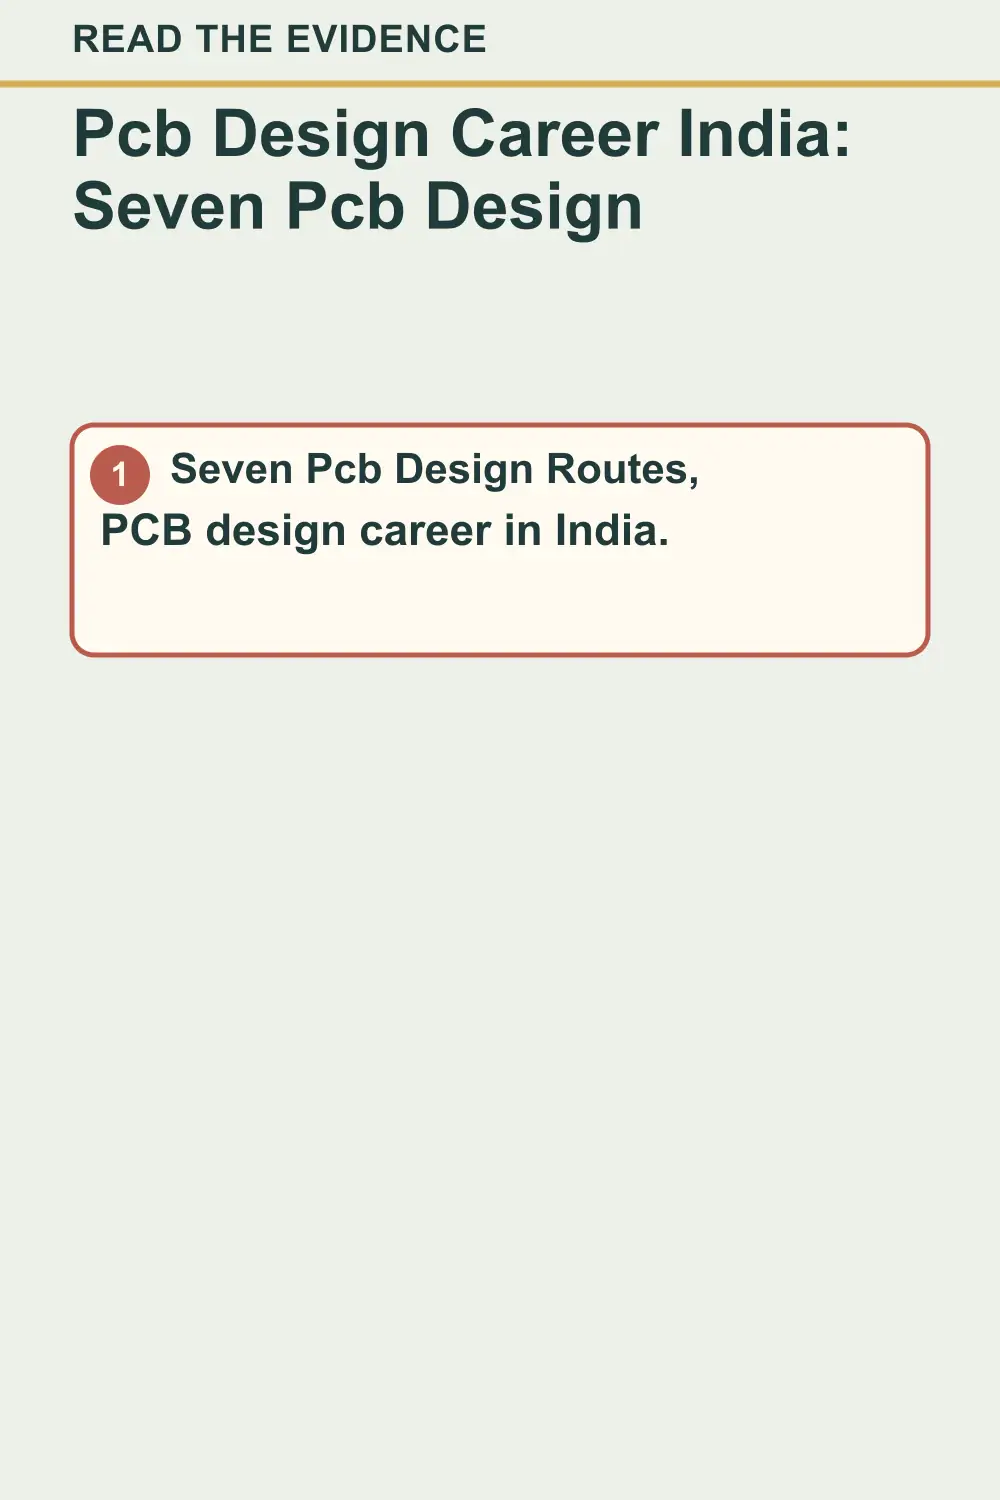 READ THE EVIDENCE
Pcb Design Career India:
Seven Pcb Design
1 Seven Pcb Design Routes,
PCB design career in India.